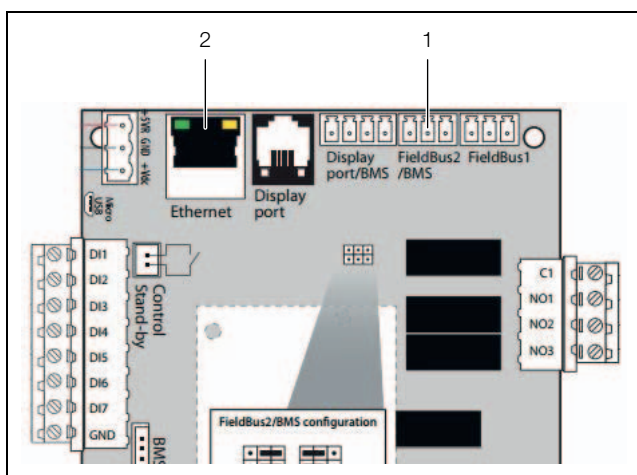 2
1
+5VR
GND
+Vdc
Micro
USB
Ethernet
Display
port
Display
port/BMS
FieldBus2
/BMS
FieldBus1
DI1
DI2
DI3
DI4
DI5
DI6
DI7
GND
Control
Stand-by
BMS
C1
NO1
NO2
NO3
FieldBus2/BMS configuration